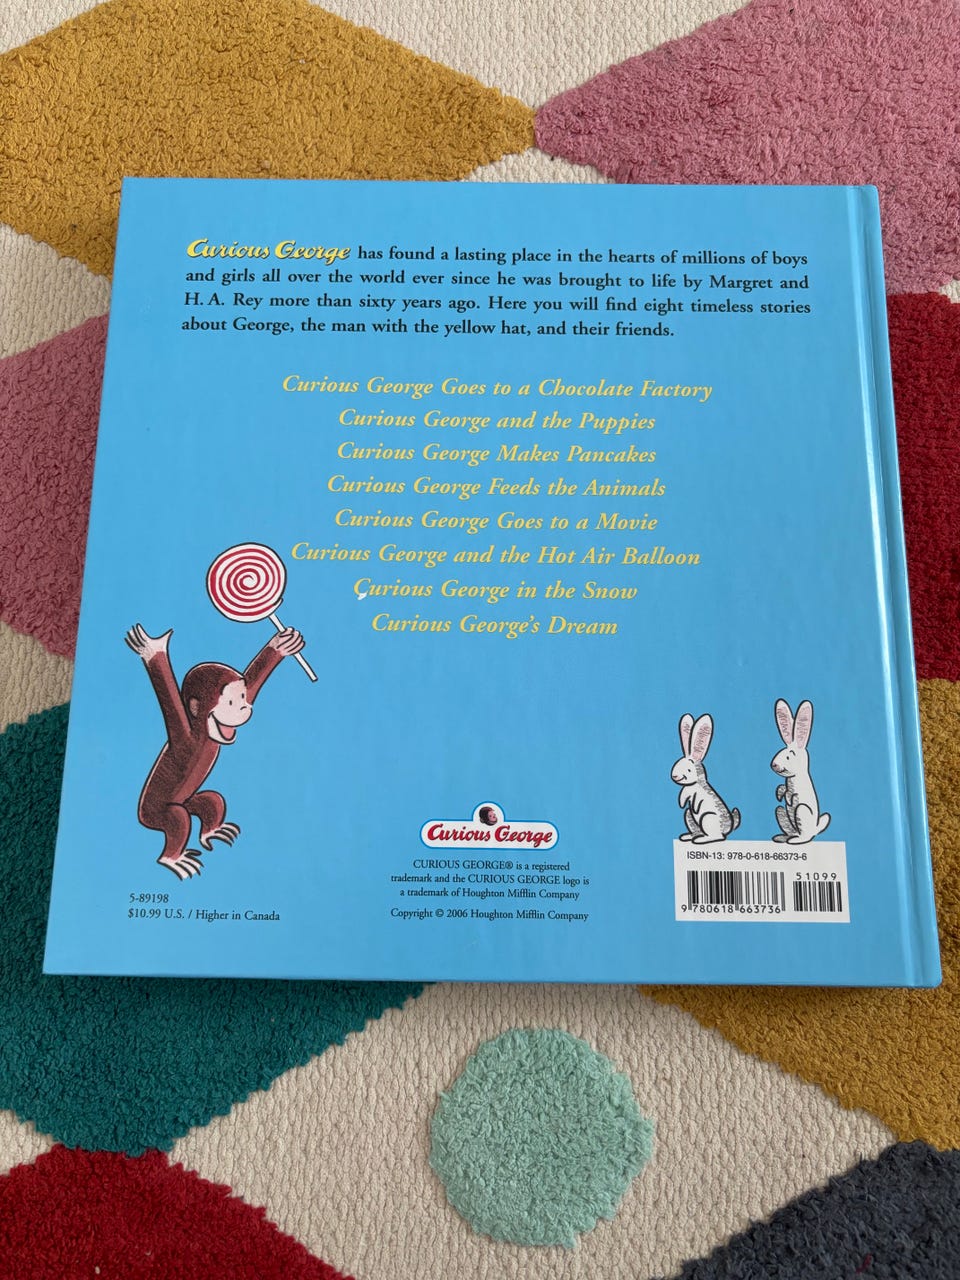 Curious George has found a lasting place in the hearts of millions of boys
and girls all over the world ever since he was brought to life by Margret and
H. A. Rey more than sixty years ago. Here you will find eight timeless stories
about George, the man with the yellow hat, and their friends.
Curious George Goes to a Chocolate Factory
Curious George and the Puppies
Curious George Makes Pancakes
Curious George Feeds the Animals
Curious George Goes to a Movie
Curious George and the Hot Air Balloon
Curious George in the Snow
Curious George's Dream
Curious George
CURIOUS GEORGE® is a registered
trademark and the CURIOUS GEORGE logo is
a trademark of Houghton Mifflin Company
Copyright © 2006 Houghton Mifflin Company
5-89198
$10.99 U.S. / Higher in Canada
ISBN-13: 978-0-618-66373-6
51099
9 780618 663736